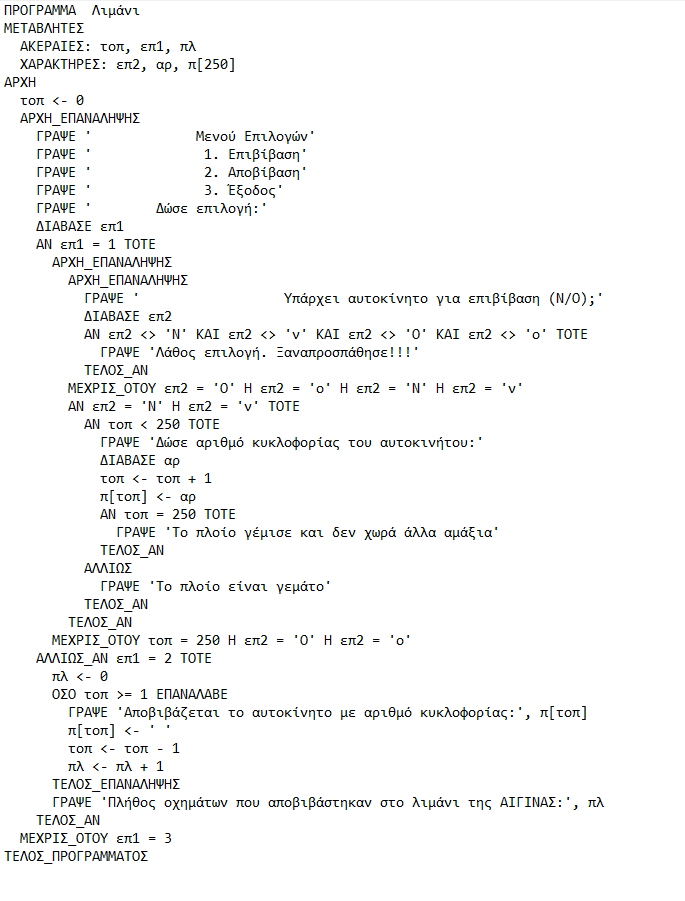 ΠΡΟΓΡΑΜΜΑ  Λιμάνι
ΜΕΤΑΒΛΗΤΕΣ
  ΑΚΕΡΑΙΕΣ: τοπ, επ1, πλ
  ΧΑΡΑΚΤΗΡΕΣ: επ2, αρ, π[250]
ΑΡΧΗ
  τοπ <- 0
  ΑΡΧΗ_ΕΠΑΝΑΛΗΨΗΣ
    ΓΡΑΨΕ '             Μενού Επιλογών'
    ΓΡΑΨΕ '              1. Επιβίβαση'
    ΓΡΑΨΕ '              2. Αποβίβαση'
    ΓΡΑΨΕ '              3. Έξοδος'
    ΓΡΑΨΕ '        Δώσε επιλογή:'
    ΔΙΑΒΑΣΕ επ1
    ΑΝ επ1 = 1 ΤΟΤΕ
      ΑΡΧΗ_ΕΠΑΝΑΛΗΨΗΣ
        ΑΡΧΗ_ΕΠΑΝΑΛΗΨΗΣ
          ΓΡΑΨΕ '                  Υπάρχει αυτοκίνητο για επιβίβαση (Ν/Ο);'
          ΔΙΑΒΑΣΕ επ2
          ΑΝ επ2 <> 'Ν' ΚΑΙ επ2 <> 'ν' ΚΑΙ επ2 <> 'Ο' ΚΑΙ επ2 <> 'ο' ΤΟΤΕ
            ΓΡΑΨΕ 'Λάθος επιλογή. Ξαναπροσπάθησε!!!'
          ΤΕΛΟΣ_ΑΝ
        ΜΕΧΡΙΣ_ΟΤΟΥ επ2 = 'Ο' Η επ2 = 'ο' Η επ2 = 'Ν' Η επ2 = 'ν'
        ΑΝ επ2 = 'Ν' Η επ2 = 'ν' ΤΟΤΕ
          ΑΝ τοπ < 250 ΤΟΤΕ
            ΓΡΑΨΕ 'Δώσε αριθμό κυκλοφορίας του αυτοκινήτου:'
            ΔΙΑΒΑΣΕ αρ
            τοπ <- τοπ + 1
            π[τοπ] <- αρ
            ΑΝ τοπ = 250 ΤΟΤΕ
              ΓΡΑΨΕ 'Το πλοίο γέμισε και δεν χωρά άλλα αμάξια'
            ΤΕΛΟΣ_ΑΝ
          ΑΛΛΙΩΣ
            ΓΡΑΨΕ 'Το πλοίο είναι γεμάτο'
          ΤΕΛΟΣ_ΑΝ
        ΤΕΛΟΣ_ΑΝ
      ΜΕΧΡΙΣ_ΟΤΟΥ τοπ = 250 Η επ2 = 'Ο' Η επ2 = 'ο'
    ΑΛΛΙΩΣ_ΑΝ επ1 = 2 ΤΟΤΕ
      πλ <- 0
      ΟΣΟ τοπ >= 1 ΕΠΑΝΑΛΑΒΕ
        ΓΡΑΨΕ 'Αποβιβάζεται το αυτοκίνητο με αριθμό κυκλοφορίας:', π[τοπ]
        π[τοπ] <- ' '
        τοπ <- τοπ - 1
        πλ <- πλ + 1
      ΤΕΛΟΣ_ΕΠΑΝΑΛΗΨΗΣ
      ΓΡΑΨΕ 'Πλήθος οχημάτων που αποβιβάστηκαν στο λιμάνι της ΑΙΓΙΝΑΣ:', πλ
    ΤΕΛΟΣ_ΑΝ
  ΜΕΧΡΙΣ_ΟΤΟΥ επ1 = 3
ΤΕΛΟΣ_ΠΡΟΓΡΑΜΜΑΤΟΣ